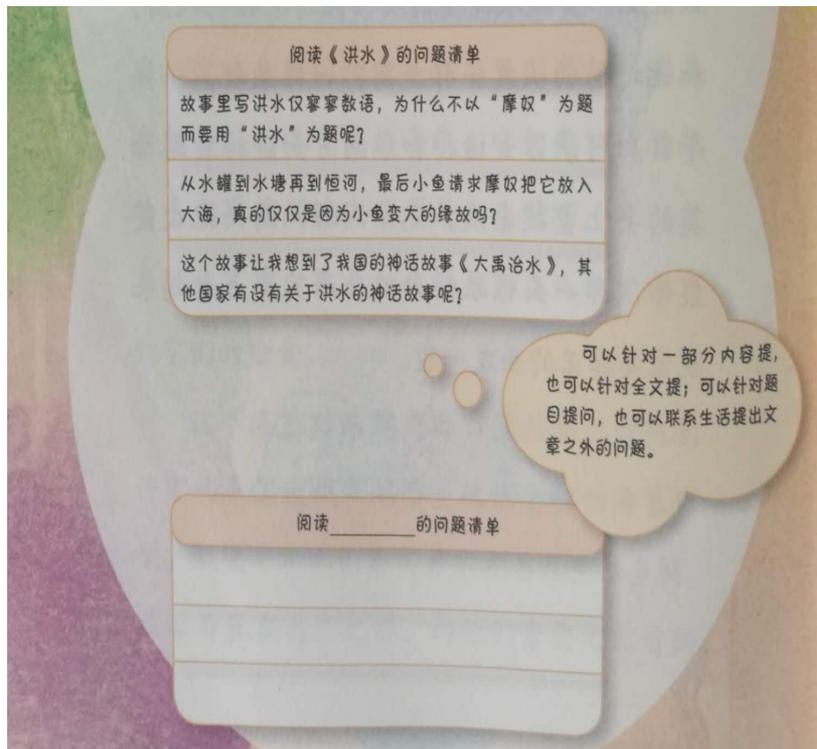 阅读《洪水》的问题清单
故事里写洪水仅寥寥数语，为什么不以“摩奴”为题
而要用“洪水”为题呢？
从水罐到水塘再到恒河，最后小鱼请求摩奴把它放入
大海，真的仅仅是因为小鱼变大的缘故吗？
这个故事让我想到了我国的神话故事《大禹治水》，其
他国家有没有关于洪水的神话故事呢？
可以针对一部分内容提，
也可以针对全文提；可以针对题
目提问，也可以联系生活提出文
章之外的问题。
阅读________的问题清单